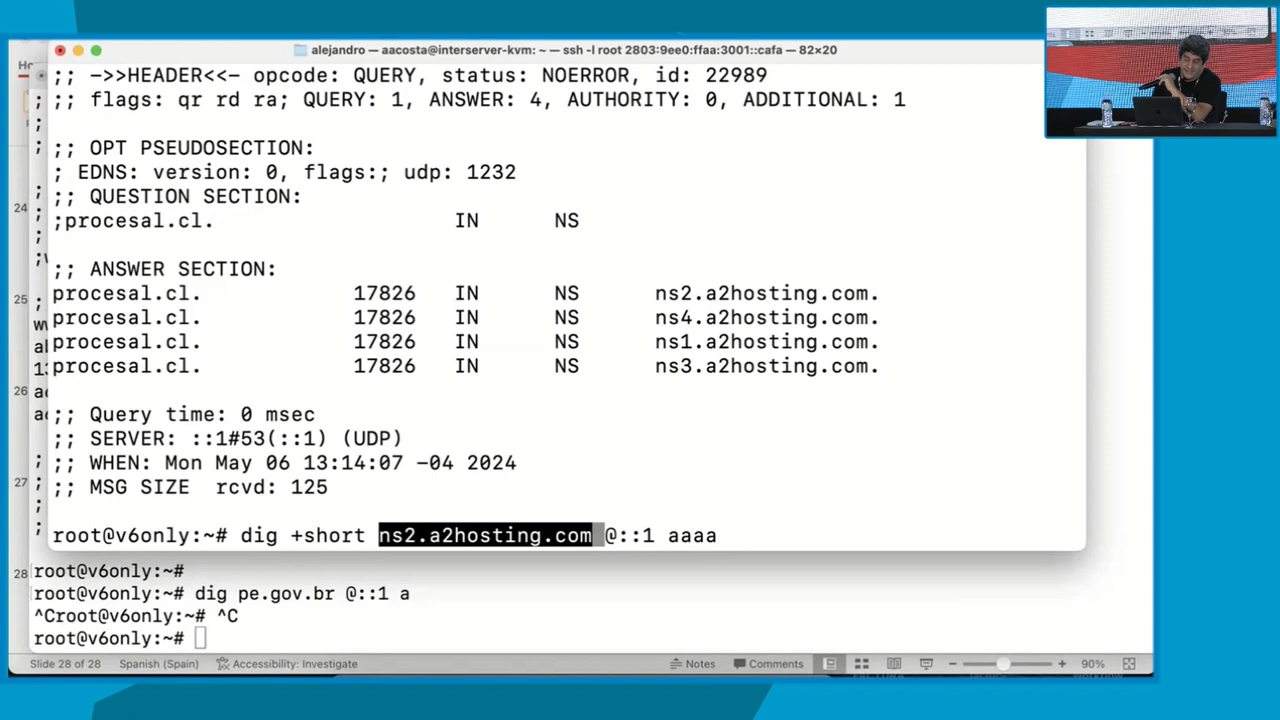 alejandro — aacosta@interserver-kvm: ~ — ssh -l root 2803:9ee0:ffaa:3001::cafa — 82×20
;; ->>HEADER<<- opcode: QUERY, status: NOERROR, id: 22989
;; flags: qr rd ra; QUERY: 1, ANSWER: 4, AUTHORITY: 0, ADDITIONAL: 1
;; OPT PSEUDOSECTION:
; EDNS: version: 0, flags:; udp: 1232
;; QUESTION SECTION:
;procesal.cl. IN NS
;; ANSWER SECTION:
procesal.cl. 17826 IN NS ns2.a2hosting.com.
procesal.cl. 17826 IN NS ns4.a2hosting.com.
procesal.cl. 17826 IN NS ns1.a2hosting.com.
procesal.cl. 17826 IN NS ns3.a2hosting.com.
;; Query time: 0 msec
;; SERVER: ::1#53(::1) (UDP)
;; WHEN: Mon May 06 13:14:07 -04 2024
;; MSG SIZE rcvd: 125
root@v6only:~# dig +short ns2.a2hosting.com @::1 aaaa
24
25
26
27
28
root@v6only:~#
root@v6only:~# dig pe.gov.br @::1 a
^Croot@v6only:~# ^C
root@v6only:~#
Slide 28 of 28 Spanish (Spain) Accessibility: Investigate Notes Comments 90%